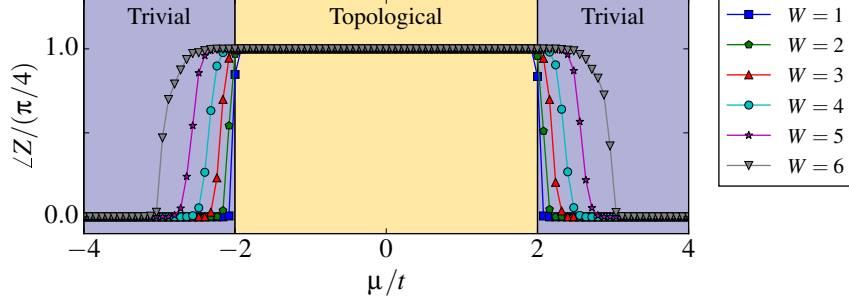 Trivial Topological Trivial
∠Z/(π/4)
1.0
0.0
−4 −2 0 2 4
μ/t
W = 1
W = 2
W = 3
W = 4
W = 5
W = 6